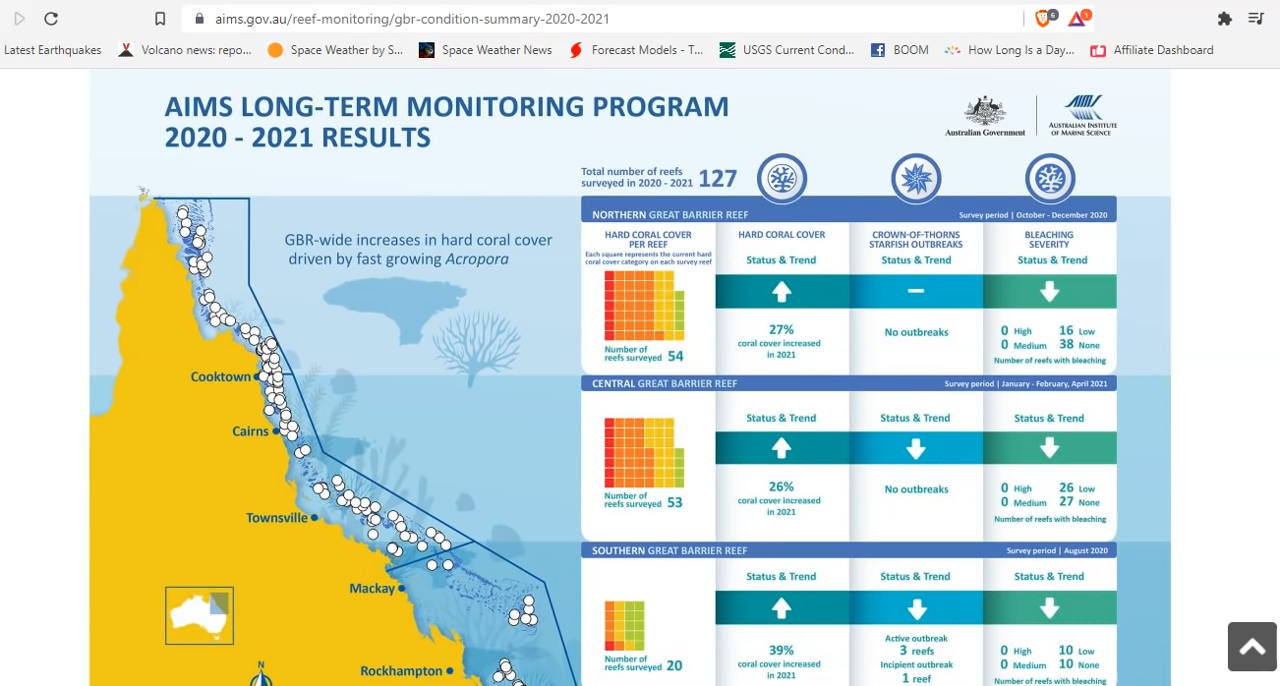 aims.gov.au/reef-monitoring/gbr-condition-summary-2020-2021
6
1
Latest Earthquakes
Volcano news: repo...
Space Weather by S...
Space Weather News
Forecast Models - T...
USGS Current Cond...
BOOM
How Long Is a Day...
Affiliate Dashboard
AIMS LONG-TERM MONITORING PROGRAM
2020 - 2021 RESULTS
Australian Government
AIMS
AUSTRALIAN INSTITUTE
OF MARINE SCIENCE
Total number of reefs
surveyed in 2020 - 2021 127
GBR-wide increases in hard coral cover
driven by fast growing Acropora
NORTHERN GREAT BARRIER REEF
Survey period | October - December 2020
HARD CORAL COVER
PER REEF
Each square represents the current hard
coral cover category on each survey reef
Number of
reefs surveyed 54
HARD CORAL COVER
Status & Trend
27%
coral cover increased
in 2021
CROWN-OF-THORNS
STARFISH OUTBREAKS
Status & Trend
No outbreaks
BLEACHING
SEVERITY
Status & Trend
0 High 16 Low
0 Medium 38 None
Number of reefs with bleaching
CENTRAL GREAT BARRIER REEF
Survey period | January - February, April 2021
Number of
reefs surveyed 53
Status & Trend
26%
coral cover increased
in 2021
Status & Trend
No outbreaks
Status & Trend
0 High 26 Low
0 Medium 27 None
Number of reefs with bleaching
SOUTHERN GREAT BARRIER REEF
Survey period | August 2020
Number of
reefs surveyed 20
Status & Trend
39%
coral cover increased
in 2021
Status & Trend
Active outbreak
3 reefs
Incipient outbreak
1 reef
Status & Trend
0 High 10 Low
0 Medium 10 None
Number of reefs with bleaching
Cooktown
Cairns
Townsville
Mackay
Rockhampton
N